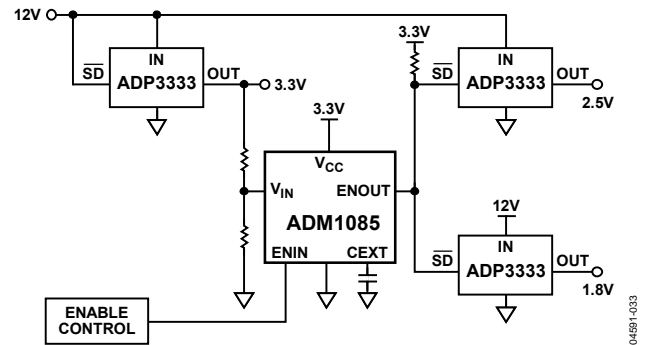 12V
3.3V
IN
IN
SD
ADP3333
OUT
3.3V
SD
ADP3333
OUT
2.5V
3.3V
VCC
VIN
ENOUT
ADM1085
12V
ENIN
CEXT
IN
SD
ADP3333
OUT
1.8V
ENABLE
CONTROL
04591-033